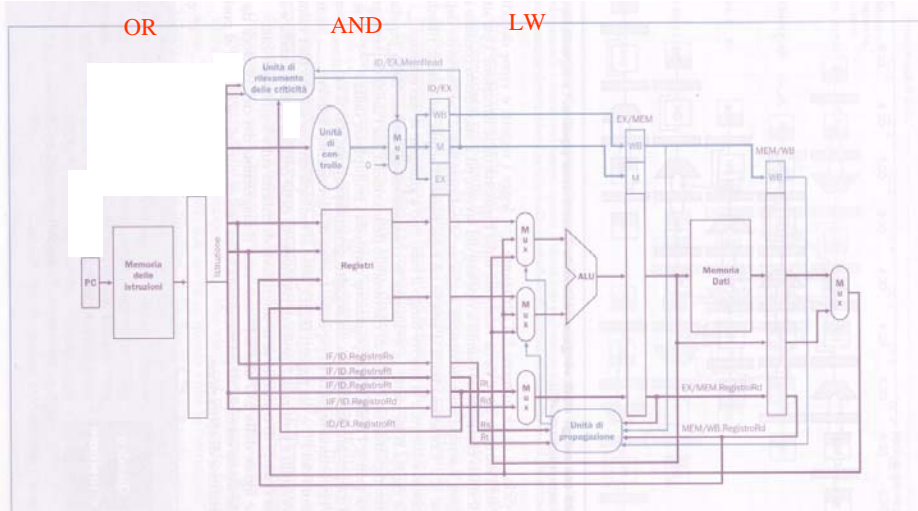 OR
AND
LW
Unità di
rilevamento
delle criticità
ID/EX.MemRead
ID/EX
EX/MEM
MEM/WB
Unità
di
con-
trollo
M
u
x
0
WB
M
EX
WB
M
WB
Istruzione
PC
Memoria
delle
istruzioni
Registri
M
u
x
M
u
x
ALU
Memoria
Dati
M
u
x
IF/ID.RegistroRs
IF/ID.RegistroRt
IF/ID.RegistroRt
IF/ID.RegistroRd
ID/EX.RegistroRt
Rt
Rd
Rs
Rt
M
u
x
EX/MEM.RegistroRd
Unità di
propagazione
MEM/WB.RegistroRd